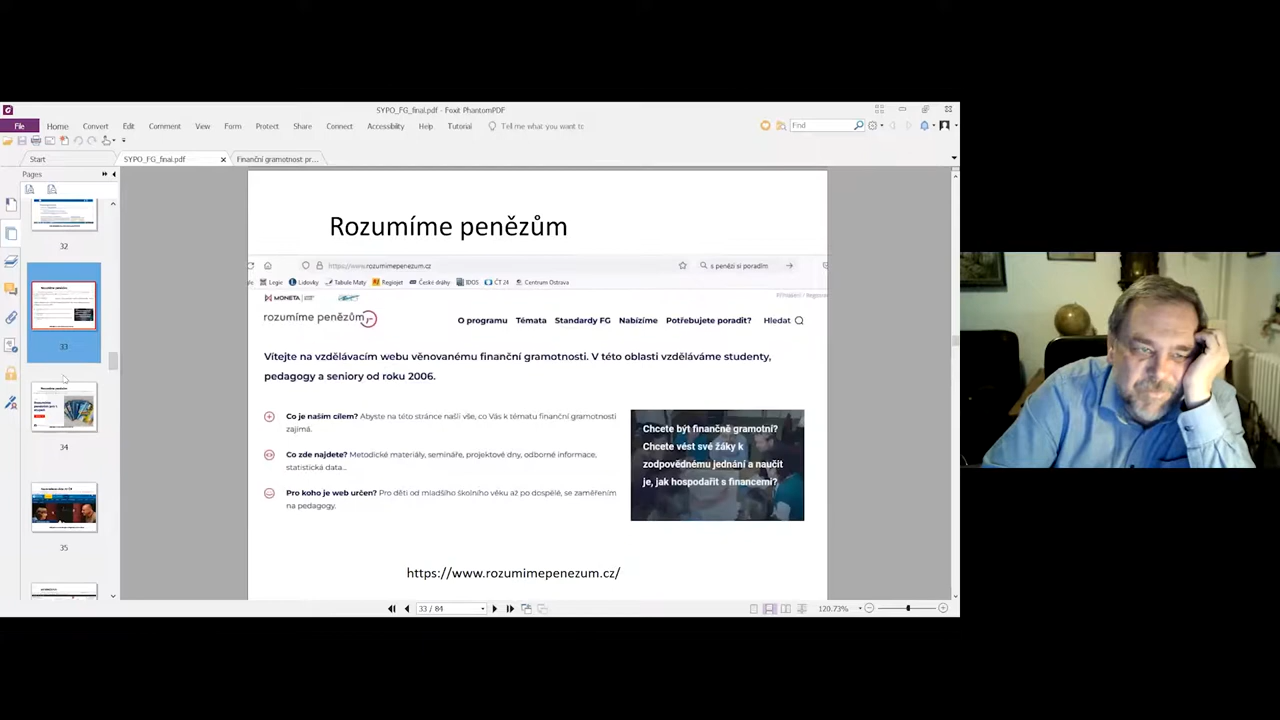 SYPO_FG_final.pdf - Foxit PhantomPDF
File Home Convert Edit Comment View Form Protect Share Connect Accessibility Help Tutorial Tell me what you want tc
Find
Start SYPO_FG_final.pdf Finanční gramotnost pr...
Pages
32
33
34
35
Rozumíme penězům
https://www.rozumimepenezum.cz
s penězi si poradím
Legic Lidovky Tabule Maty Regiojet České dráhy IDOS ČT 24 Centrum Ostrava
MONETA
rozumíme penězům
O programu Témata Standardy FG Nabízíme Potřebujete poradit? Hledat
Vítejte na vzdělávacím webu věnovanému finanční gramotnosti. V této oblasti vzděláváme studenty,
pedagogy a seniory od roku 2006.
Co je naším cílem? Abyste na této stránce našli vše, co Vás k tématu finanční gramotnosti
zajímá.
Co zde najdete? Metodické materiály, semináře, projektové dny, odborné informace,
statistická data...
Pro koho je web určen? Pro děti od mladšího školního věku až po dospělé, se zaměřením
na pedagogy.
Chcete být finančně gramotní?
Chcete vést své žáky k
zodpovědnému jednání a naučit
je, jak hospodařit s financemi?
https://www.rozumimepenezum.cz/
33 / 84
120.73%